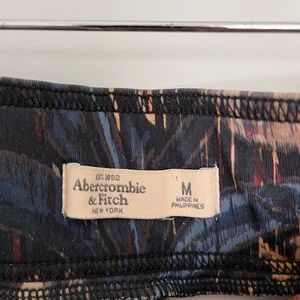 EST. 1892
Abercrombie
& Fitch
NEW YORK
M
MADE IN
PHILIPPINES